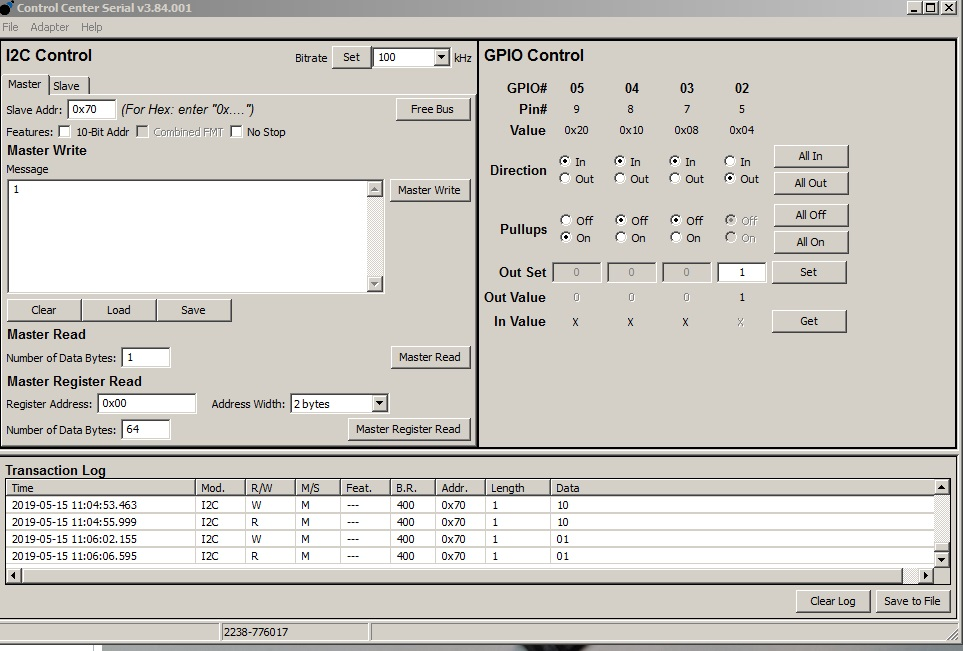 Control Center Serial v3.84.001
File Adapter Help
I2C Control
Bitrate Set 100 kHz
Master Slave
Slave Addr: 0x70 (For Hex: enter "0x....") Free Bus
Features: 10-Bit Addr Combined FMT No Stop
Master Write
Message
1
Master Write
Clear Load Save
Master Read
Number of Data Bytes: 1 Master Read
Master Register Read
Register Address: 0x00 Address Width: 2 bytes
Number of Data Bytes: 64 Master Register Read
GPIO Control
GPIO# 05 04 03 02
Pin# 9 8 7 5
Value 0x20 0x10 0x08 0x04
Direction
In In In In All In
Out Out Out Out All Out
Pullups
Off Off Off Off All Off
On On On On All On
Out Set 0 0 0 1 Set
Out Value 0 0 0 1
In Value X X X X Get
Transaction Log
Time Mod. R/W M/S Feat. B.R. Addr. Length Data
2019-05-15 11:04:53.463 I2C W M --- 400 0x70 1 10
2019-05-15 11:04:55.999 I2C R M --- 400 0x70 1 10
2019-05-15 11:06:02.155 I2C W M --- 400 0x70 1 01
2019-05-15 11:06:06.595 I2C R M --- 400 0x70 1 01
Clear Log Save to File
2238-776017